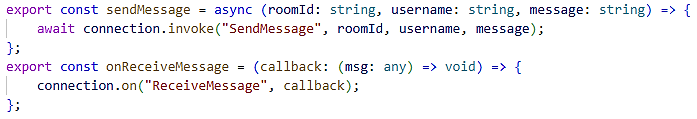 export const sendMessage = async (roomId: string, username: string, message: string) => {
    await connection.invoke("SendMessage", roomId, username, message);
};
export const onReceiveMessage = (callback: (msg: any) => void) => {
    connection.on("ReceiveMessage", callback);
};